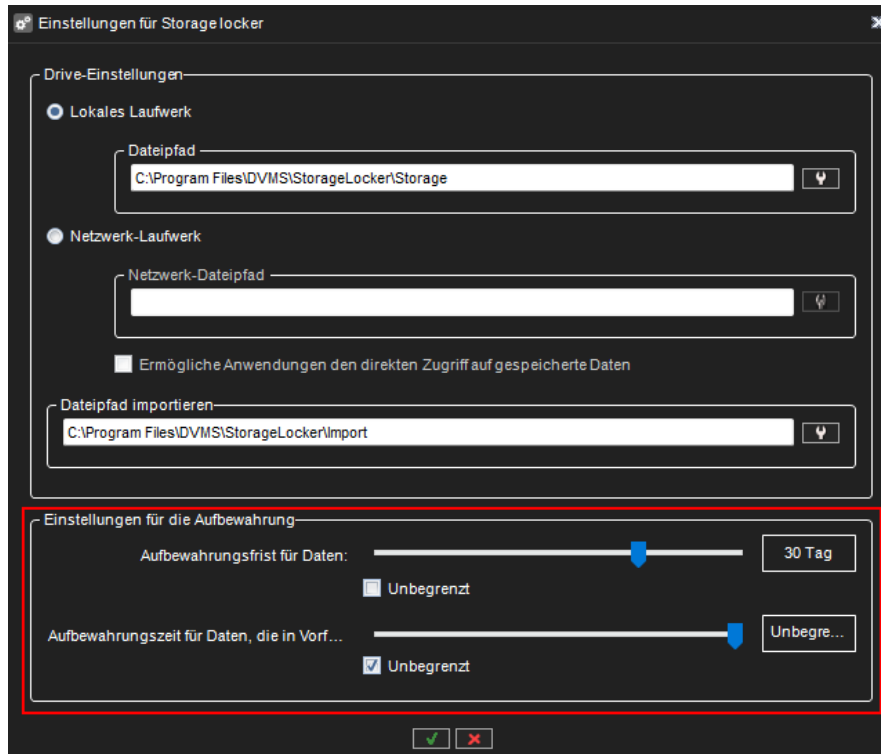 Einstellungen für Storage locker
Drive-Einstellungen
Lokales Laufwerk
Dateipfad
C:\Program Files\DVMS\StorageLocker\Storage
Netzwerk-Laufwerk
Netzwerk-Dateipfad
Ermögliche Anwendungen den direkten Zugriff auf gespeicherte Daten
Dateipfad importieren
C:\Program Files\DVMS\StorageLocker\Import
Einstellungen für die Aufbewahrung
Aufbewahrungsfrist für Daten:
30 Tag
Unbegrenzt
Aufbewahrungszeit für Daten, die in Vorf...
Unbegre...
Unbegrenzt